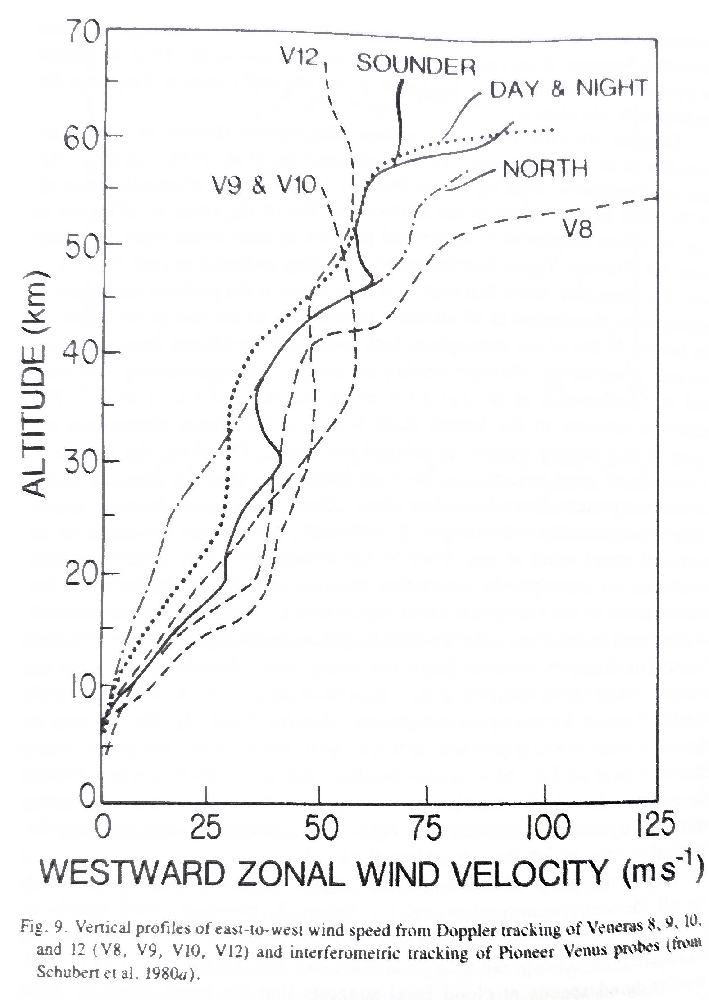 70
V12
SOUNDER
DAY & NIGHT
60
NORTH
V9 & V10
V8
50
ALTITUDE (km)
40
30
20
10
0
0 25 50 75 100 125
WESTWARD ZONAL WIND VELOCITY (m s⁻¹)
Fig. 9. Vertical profiles of east-to-west wind speed from Doppler tracking of Veneras 8, 9, 10,
and 12 (V8, V9, V10, V12) and interferometric tracking of Pioneer Venus probes (from
Schubert et al. 1980a).